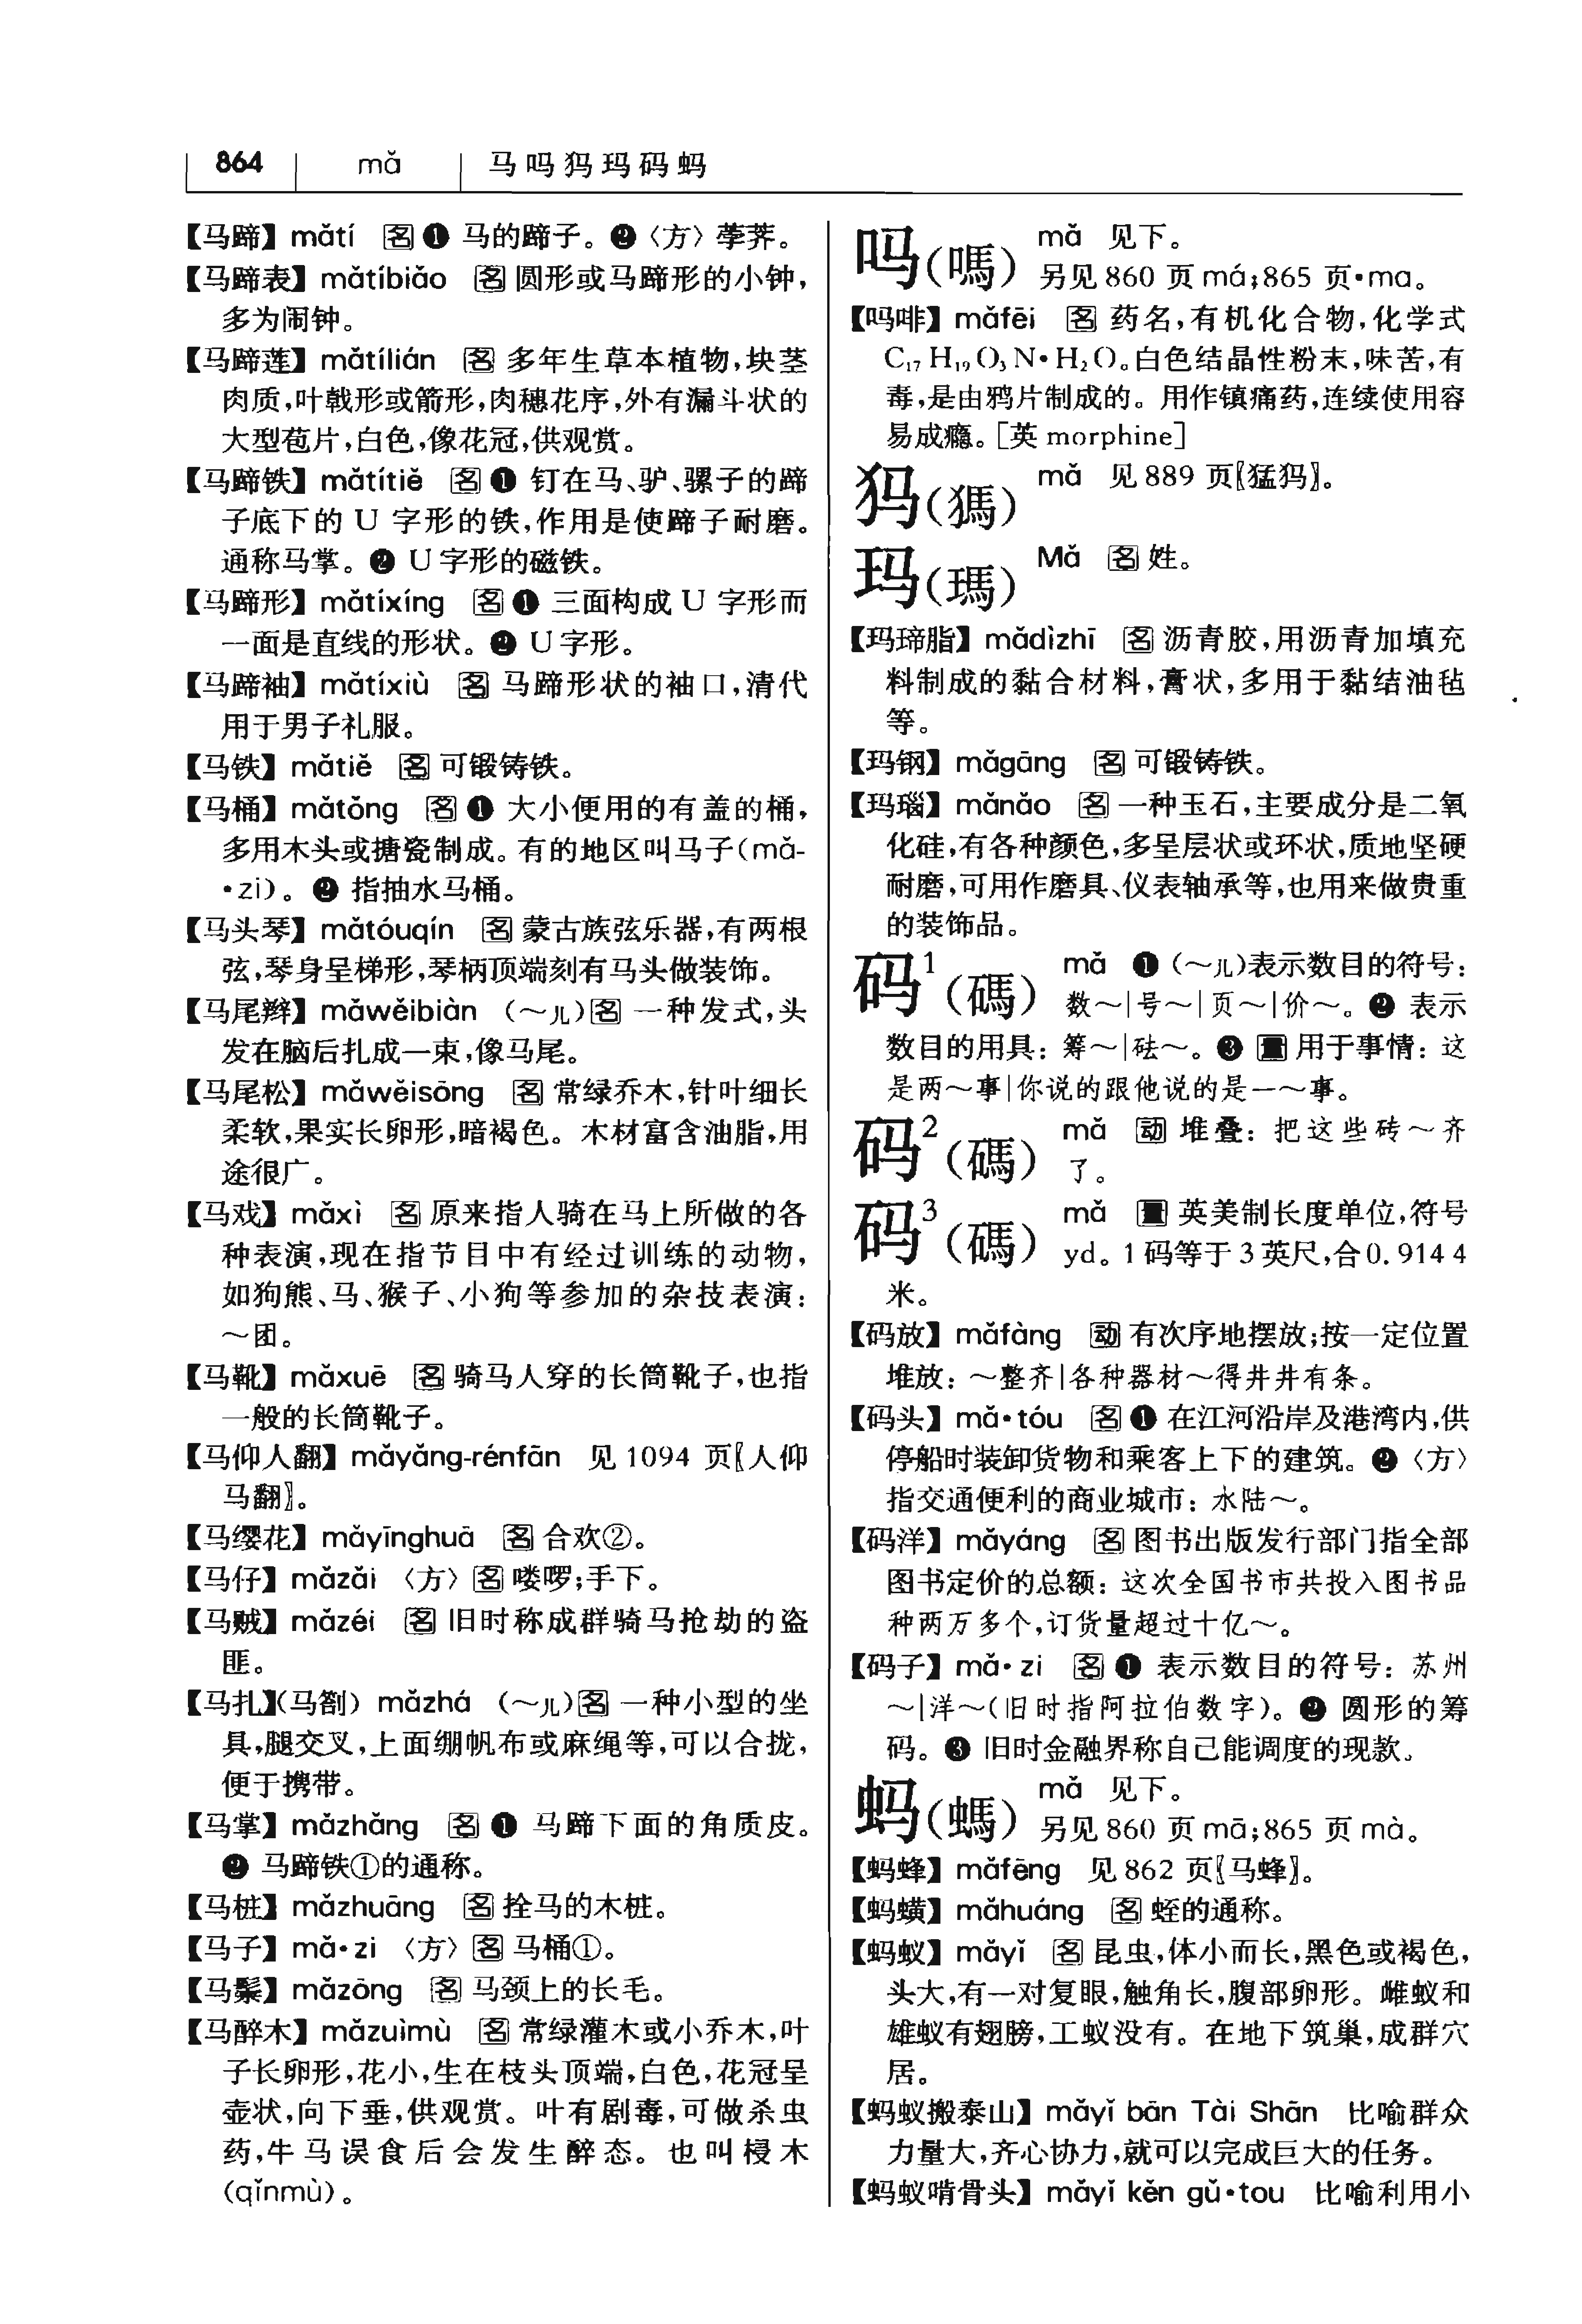 864 mǎ 马吗犸玛码蚂
【马蹄】mǎtí 名❶ 马的蹄子。❷〈方〉荸荠。
【马蹄表】mǎtíbiǎo 名 圆形或马蹄形的小钟,
多为闹钟。
【马蹄莲】mǎtílián 名 多年生草本植物,块茎
肉质,叶戟形或箭形,肉穗花序,外有漏斗状的
大型苞片,白色,像花冠,供观赏。
【马蹄铁】mǎtítiě 名❶ 钉在马、驴、骡子的蹄
子底下的 U 字形的铁,作用是使蹄子耐磨。
通称马掌。❷ U 字形的磁铁。
【马蹄形】mǎtíxíng 名❶ 三面构成 U 字形而
一面是直线的形状。❷ U 字形。
【马蹄袖】mǎtíxiù 名 马蹄形状的袖口,清代
用于男子礼服。
【马铁】mǎtiě 名 可锻铸铁。
【马桶】mǎtǒng 名❶ 大小便用的有盖的桶,
多用木头或搪瓷制成。有的地区叫马子(mǎ-
•zi)。❷ 指抽水马桶。
【马头琴】mǎtóuqín 名 蒙古族弦乐器,有两根
弦,琴身呈梯形,琴柄顶端刻有马头做装饰。
【马尾辫】mǎwěibiàn (～儿)名 一种发式,头
发在脑后扎成一束,像马尾。
【马尾松】mǎwěisōng 名 常绿乔木,针叶细长
柔软,果实长卵形,暗褐色。木材富含油脂,用
途很广。
【马戏】mǎxì 名 原来指人骑在马上所做的各
种表演,现在指节目中有经过训练的动物,
如狗熊、马、猴子、小狗等参加的杂技表演:
～团。
【马靴】mǎxuē 名 骑马人穿的长筒靴子,也指
一般的长筒靴子。
【马仰人翻】mǎyǎng-rénfān 见 1094 页〖人仰
马翻〗。
【马缨花】mǎyīnghuā 名 合欢②。
【马仔】mǎzǎi 〈方〉名 喽啰;手下。
【马贼】mǎzéi 名 旧时称成群骑马抢劫的盗
匪。
【马扎】(马劄) mǎzhá (～儿)名 一种小型的坐
具,腿交叉,上面绷帆布或麻绳等,可以合拢,
便于携带。
【马掌】mǎzhǎng 名❶ 马蹄下面的角质皮。
❷ 马蹄铁①的通称。
【马桩】mǎzhuāng 名 拴马的木桩。
【马子】mǎ•zi 〈方〉名 马桶①。
【马鬃】mǎzōng 名 马颈上的长毛。
【马醉木】mǎzuìmù 名 常绿灌木或小乔木,叶
子长卵形,花小,生在枝头顶端,白色,花冠呈
壶状,向下垂,供观赏。叶有剧毒,可做杀虫
药,牛马误食后会发生醉态。也叫梫木
(qǐnmù)。
吗(嗎) mǎ 见下。
另见 860 页 má;865 页•ma。
【吗啡】mǎfēi 名 药名,有机化合物,化学式
C₁₇H₁₉O₃N•H₂O。白色结晶性粉末,味苦,有
毒,是由鸦片制成的。用作镇痛药,连续使用容
易成瘾。[英 morphine]
犸(獁) mǎ 见 889 页〖猛犸〗。
玛(瑪) Mǎ 名 姓。
【玛𤧛脂】mǎdìzhī 名 沥青胶,用沥青加填充
料制成的黏合材料,膏状,多用于黏结油毡
等。
【玛钢】mǎgāng 名 可锻铸铁。
【玛瑙】mǎnǎo 名 一种玉石,主要成分是二氧
化硅,有各种颜色,多呈层状或环状,质地坚硬
耐磨,可用作磨具、仪表轴承等,也用来做贵重
的装饰品。
码¹(碼) mǎ ❶(～儿)表示数目的符号:
数～|号～|页～|价～。❷ 表示
数目的用具:筹～|砝～。❸ 量 用于事情:这
是两～事|你说的跟他说的是一～事。
码²(碼) mǎ 动 堆叠:把这些砖～齐
了。
码³(碼) mǎ 量 英美制长度单位,符号
yd。1 码等于 3 英尺,合0.914 4
米。
【码放】mǎfàng 动 有次序地摆放;按一定位置
堆放:～整齐|各种器材～得井井有条。
【码头】mǎ•tóu 名❶ 在江河沿岸及港湾内,供
停船时装卸货物和乘客上下的建筑。❷〈方〉
指交通便利的商业城市:水陆～。
【码洋】mǎyáng 名 图书出版发行部门指全部
图书定价的总额:这次全国书市共投入图书品
种两万多个,订货量超过十亿～。
【码子】mǎ•zi 名❶ 表示数目的符号:苏州
～|洋～(旧时指阿拉伯数字)。❷ 圆形的筹
码。❸ 旧时金融界称自己能调度的现款。
蚂(螞) mǎ 见下。
另见 860 页 mā;865 页 mà。
【蚂蜂】mǎfēng 见 862 页〖马蜂〗。
【蚂蟥】mǎhuáng 名 蛭的通称。
【蚂蚁】mǎyǐ 名 昆虫,体小而长,黑色或褐色,
头大,有一对复眼,触角长,腹部卵形。雌蚁和
雄蚁有翅膀,工蚁没有。在地下筑巢,成群穴
居。
【蚂蚁搬泰山】mǎyǐ bān Tài Shān 比喻群众
力量大,齐心协力,就可以完成巨大的任务。
【蚂蚁啃骨头】mǎyǐ kěn gǔ•tou 比喻利用小